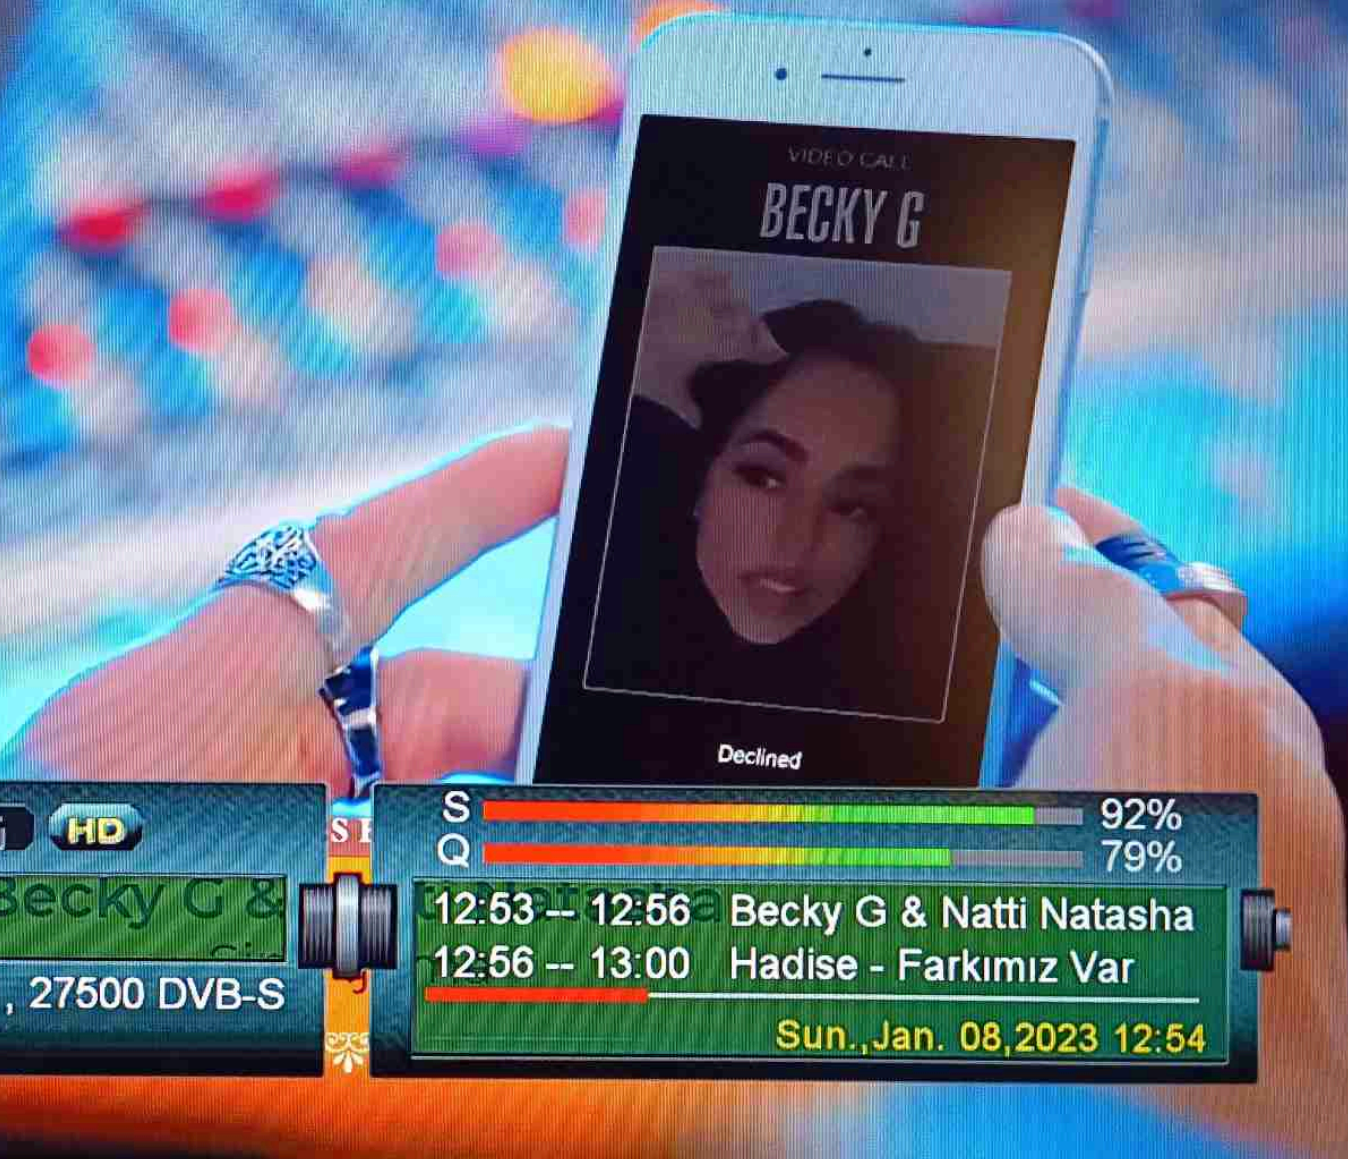 VIDEO CALL
BECKY G
Declined
HD
S 92%
Q 79%
Becky G &
12:53 -- 12:56 Becky G & Natti Natasha
12:56 -- 13:00 Hadise - Farkımız Var
, 27500 DVB-S
Sun.,Jan. 08,2023 12:54